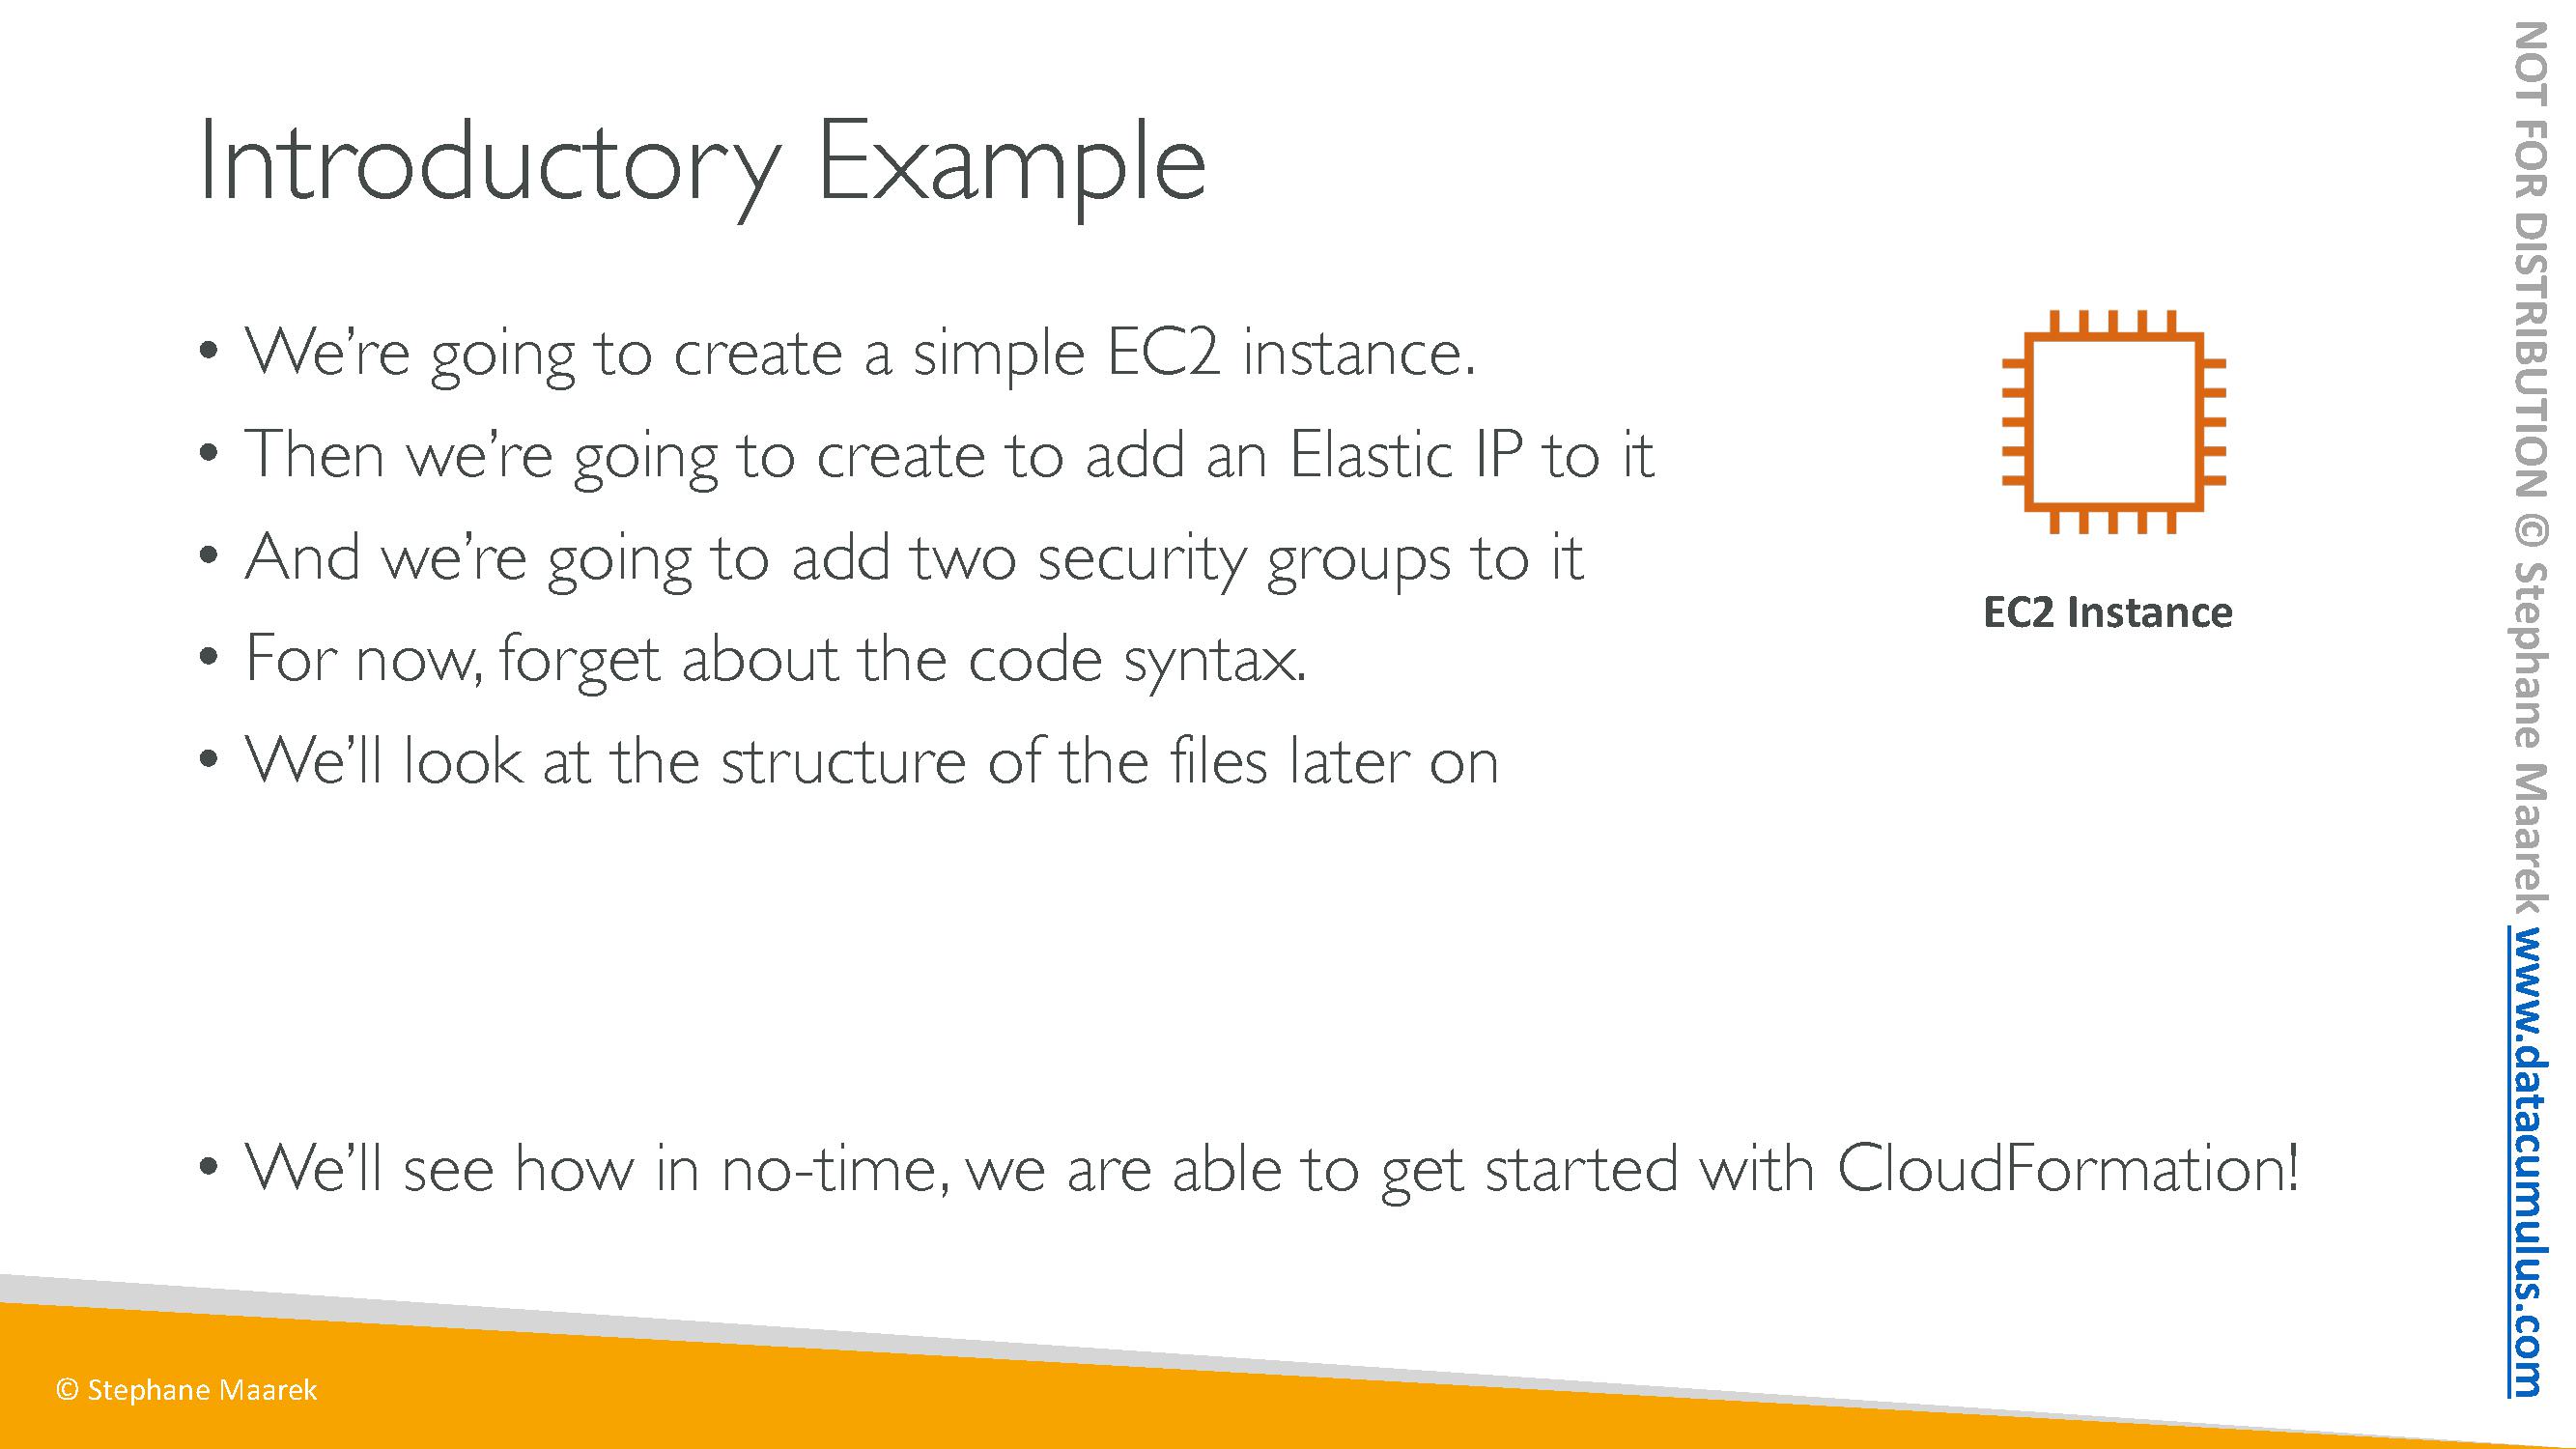 Introductory Example
• We’re going to create a simple EC2 instance.
• Then we’re going to create to add an Elastic IP to it
• And we’re going to add two security groups to it
• For now, forget about the code syntax.
• We’ll look at the structure of the files later on
EC2 Instance
• We’ll see how in no-time, we are able to get started with CloudFormation!
© Stephane Maarek
NOT FOR DISTRIBUTION © Stephane Maarek www.datacumulus.com